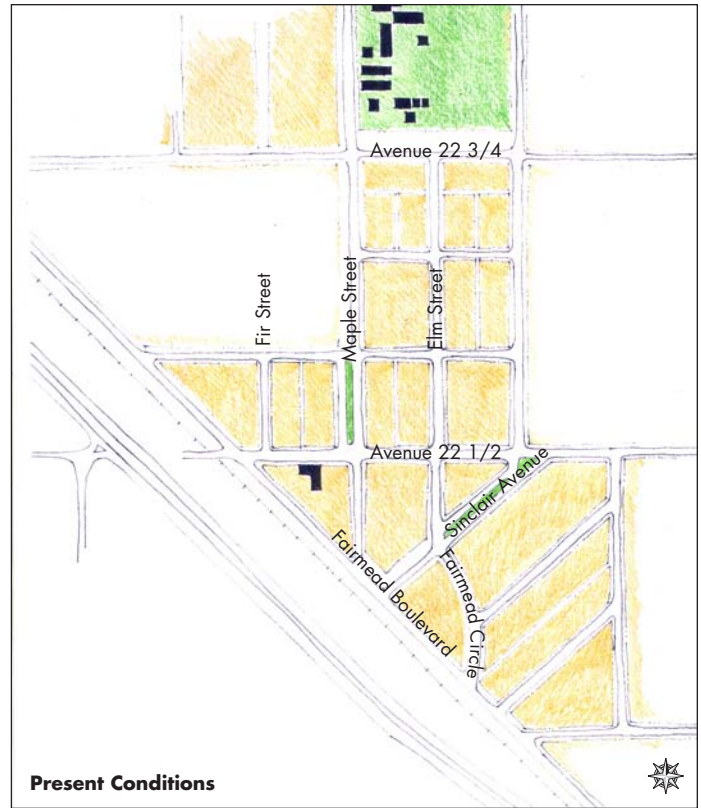 Avenue 22 3/4
Fir Street
Maple Street
Elm Street
Avenue 22 1/2
Sinclair Avenue
Fairmead Boulevard
Fairmead Circle
Present Conditions